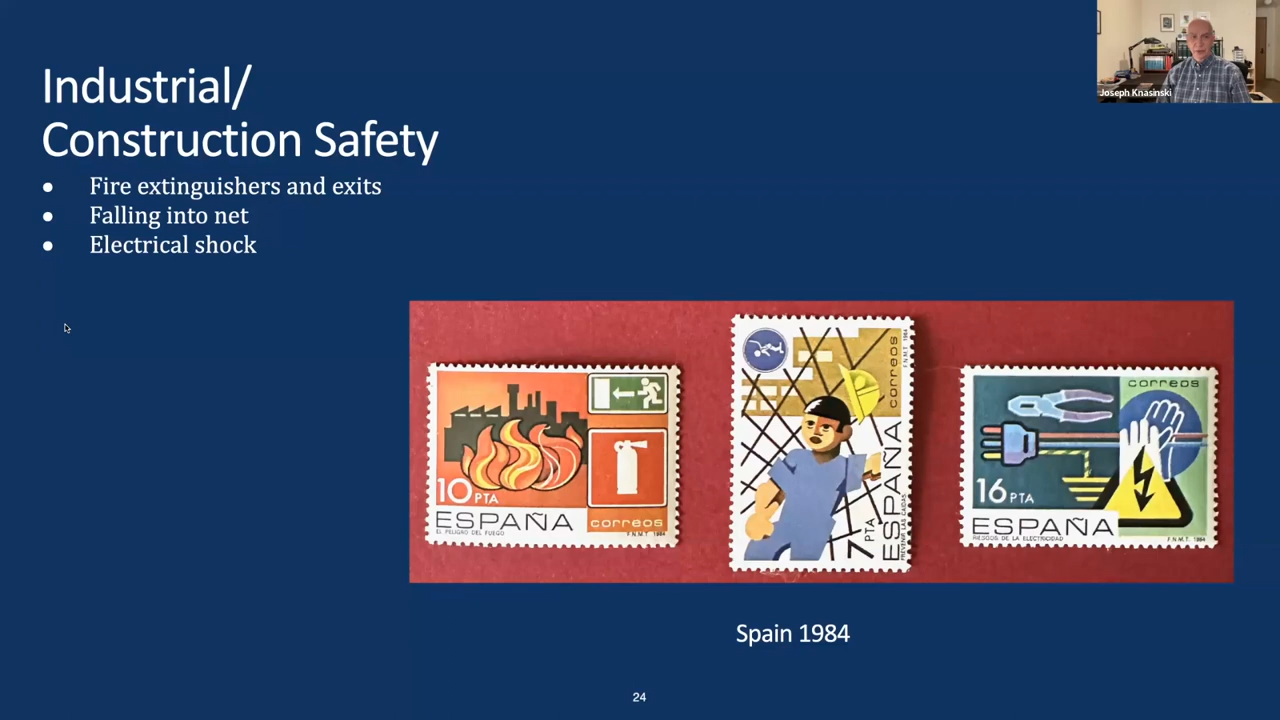 Industrial/
Construction Safety
● Fire extinguishers and exits
● Falling into net
● Electrical shock
Joseph Knasinski
10 PTA
ESPAÑA
correos
EL PELIGRO DEL FUEGO
F.N.M.T. 1984
correos
F.N.M.T. 1984
7 PTA
ESPAÑA
PREVENIR LAS CAIDAS
correos
16 PTA
ESPAÑA
RIESGOS DE LA ELECTRICIDAD
F.N.M.T. 1984
Spain 1984
24